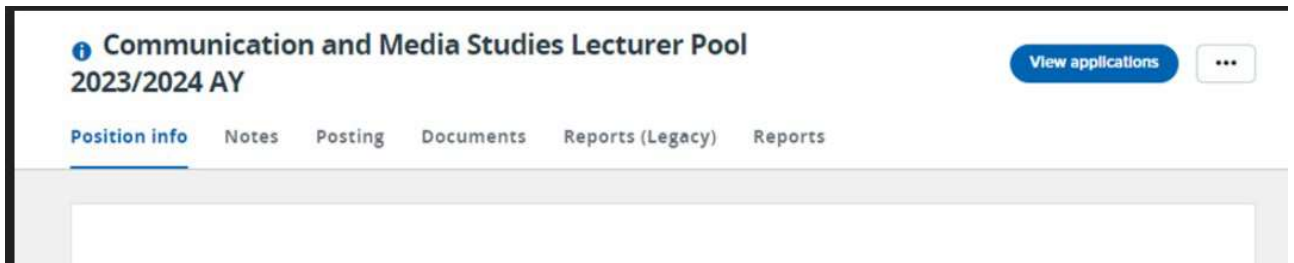 Communication and Media Studies Lecturer Pool
2023/2024 AY
View applications
Position info Notes Posting Documents Reports (Legacy) Reports